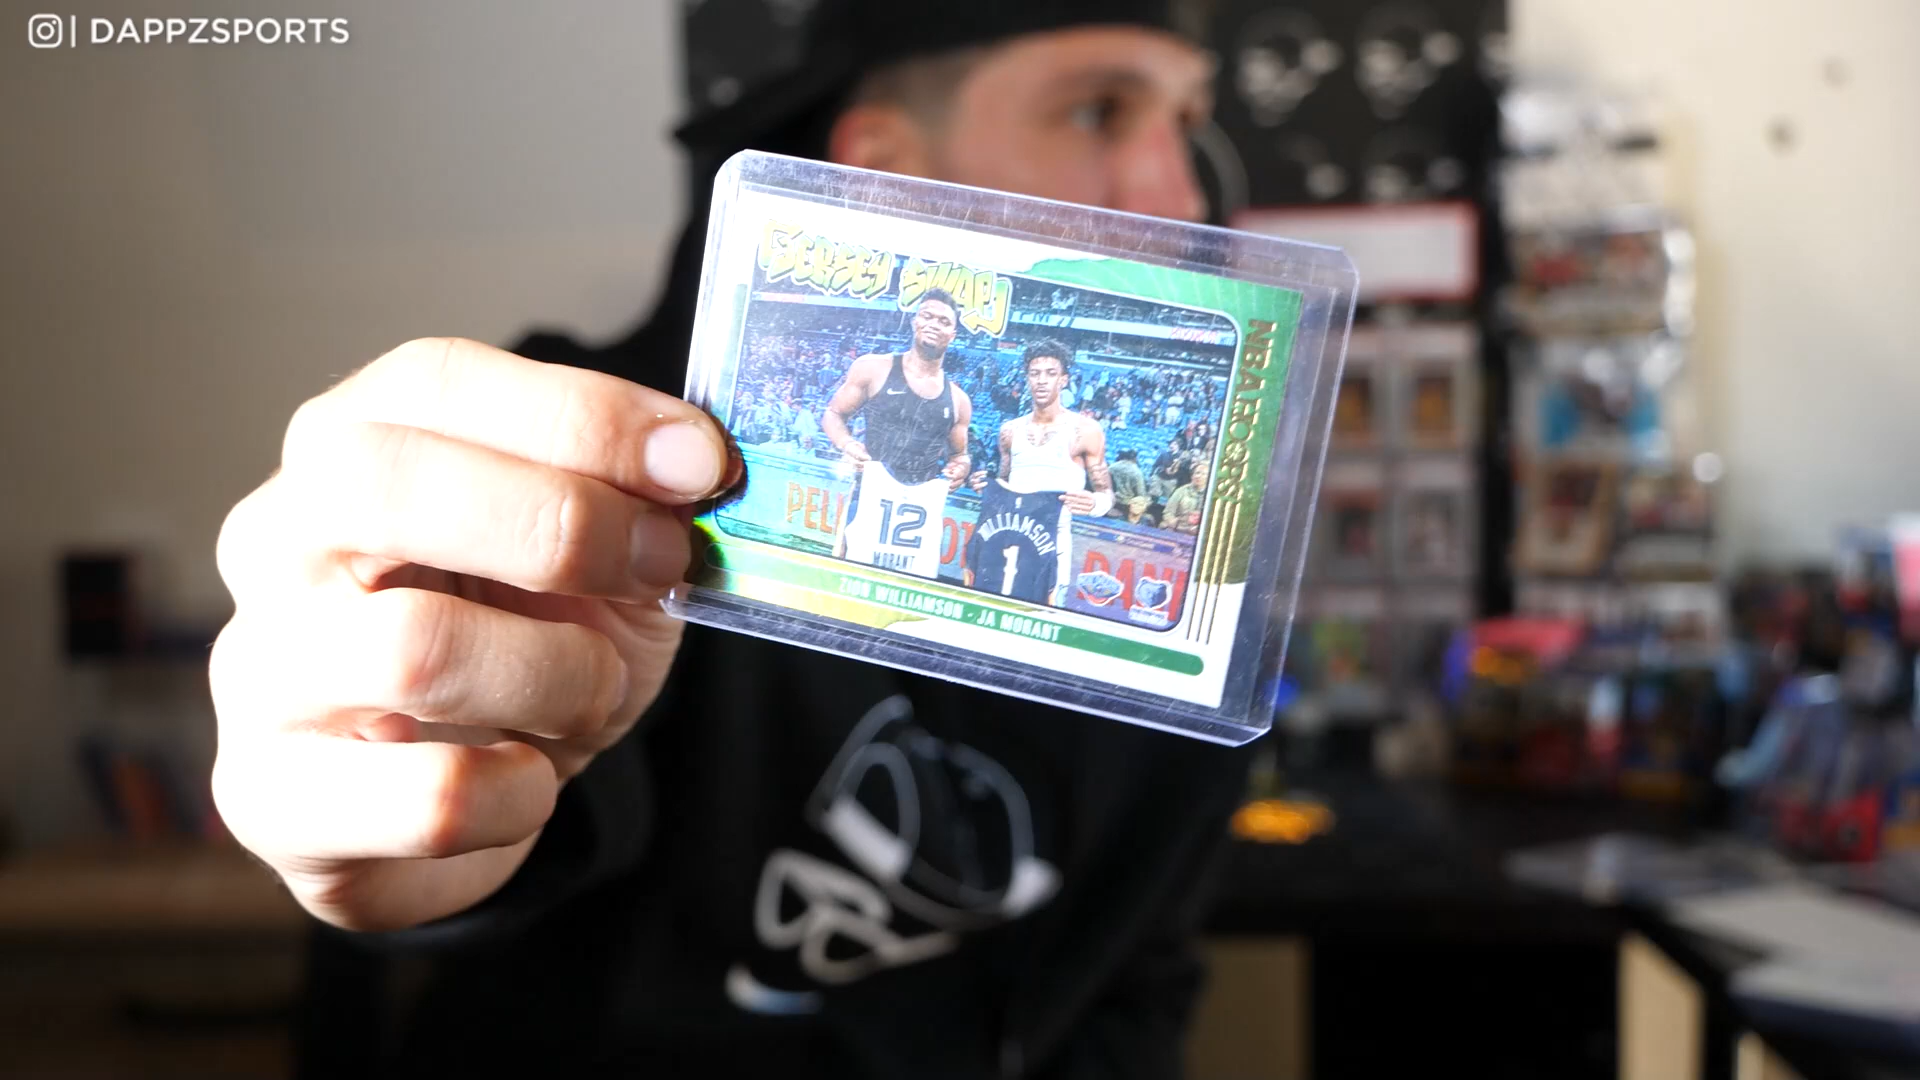 | DAPPZSPORTS
JERSEY SWAP
NBA HOOPS
12
MORANT
WILLIAMSON
1
ZION WILLIAMSON - JA MORANT